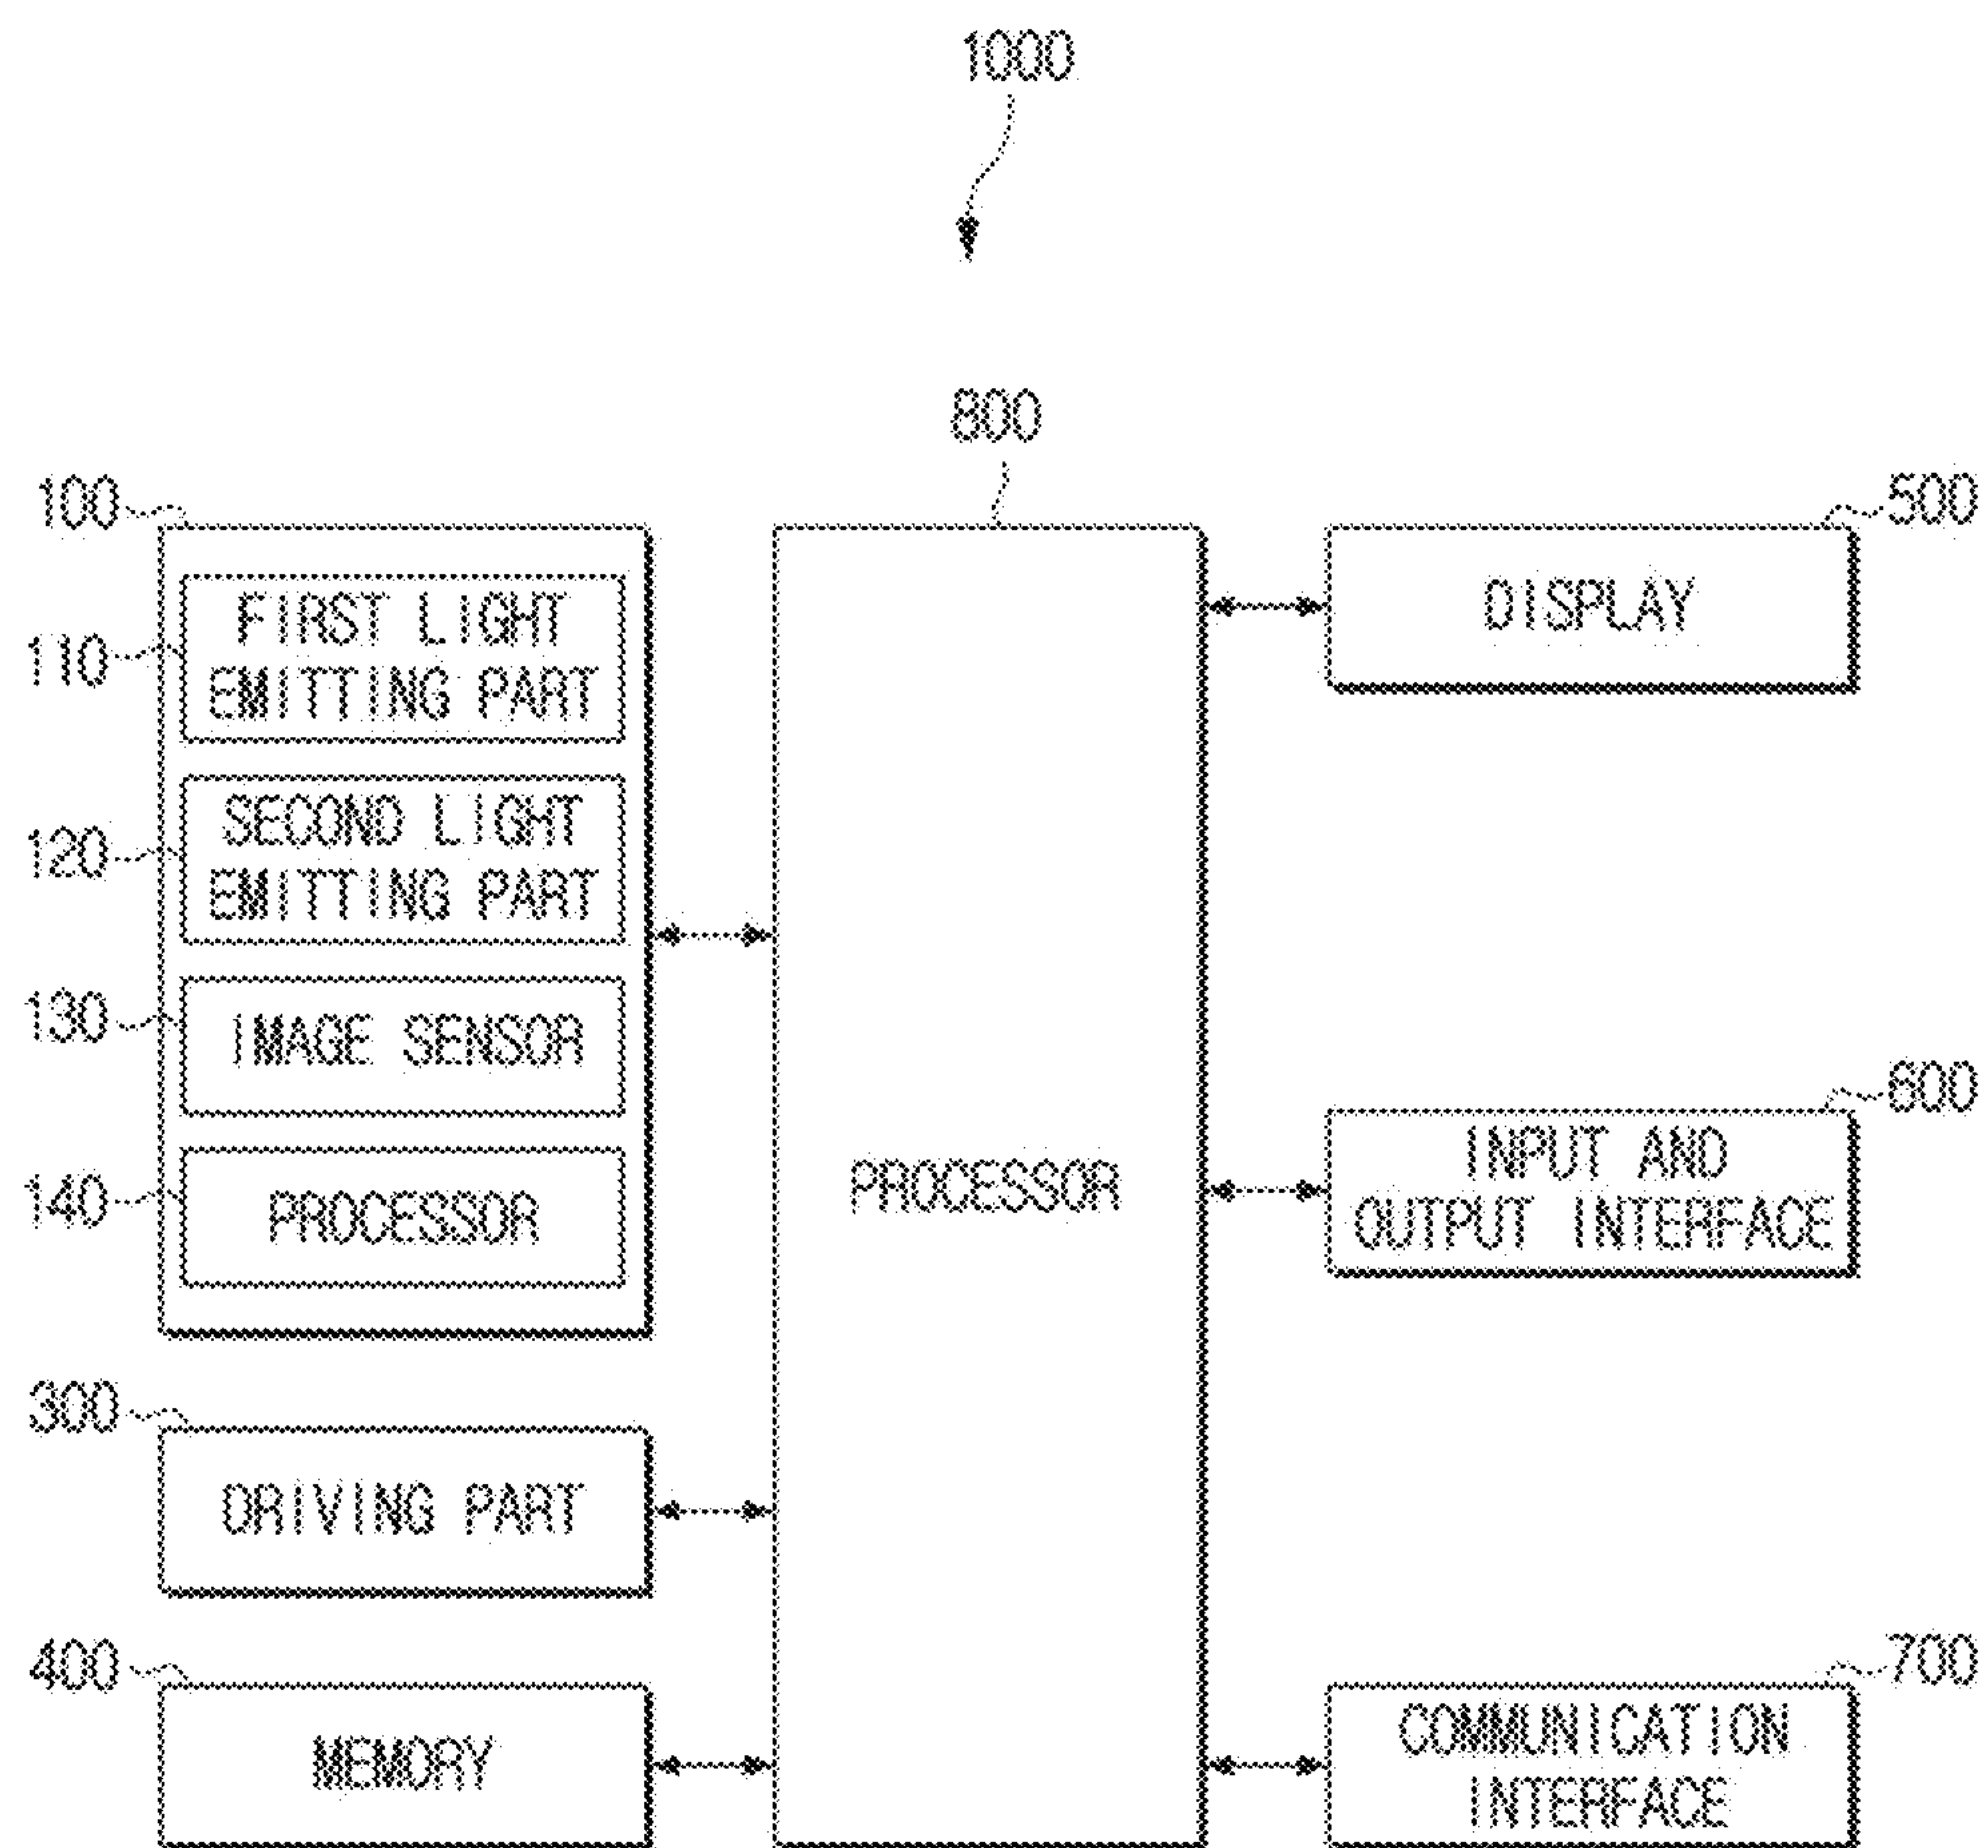 1000
800
100
110
FIRST LIGHT
EMITTING PART
120
SECOND LIGHT
EMITTING PART
130
IMAGE SENSOR
140
PROCESSOR
300
DRIVING PART
400
MEMORY
PROCESSOR
500
DISPLAY
600
INPUT AND
OUTPUT INTERFACE
700
COMMUNICATION
INTERFACE